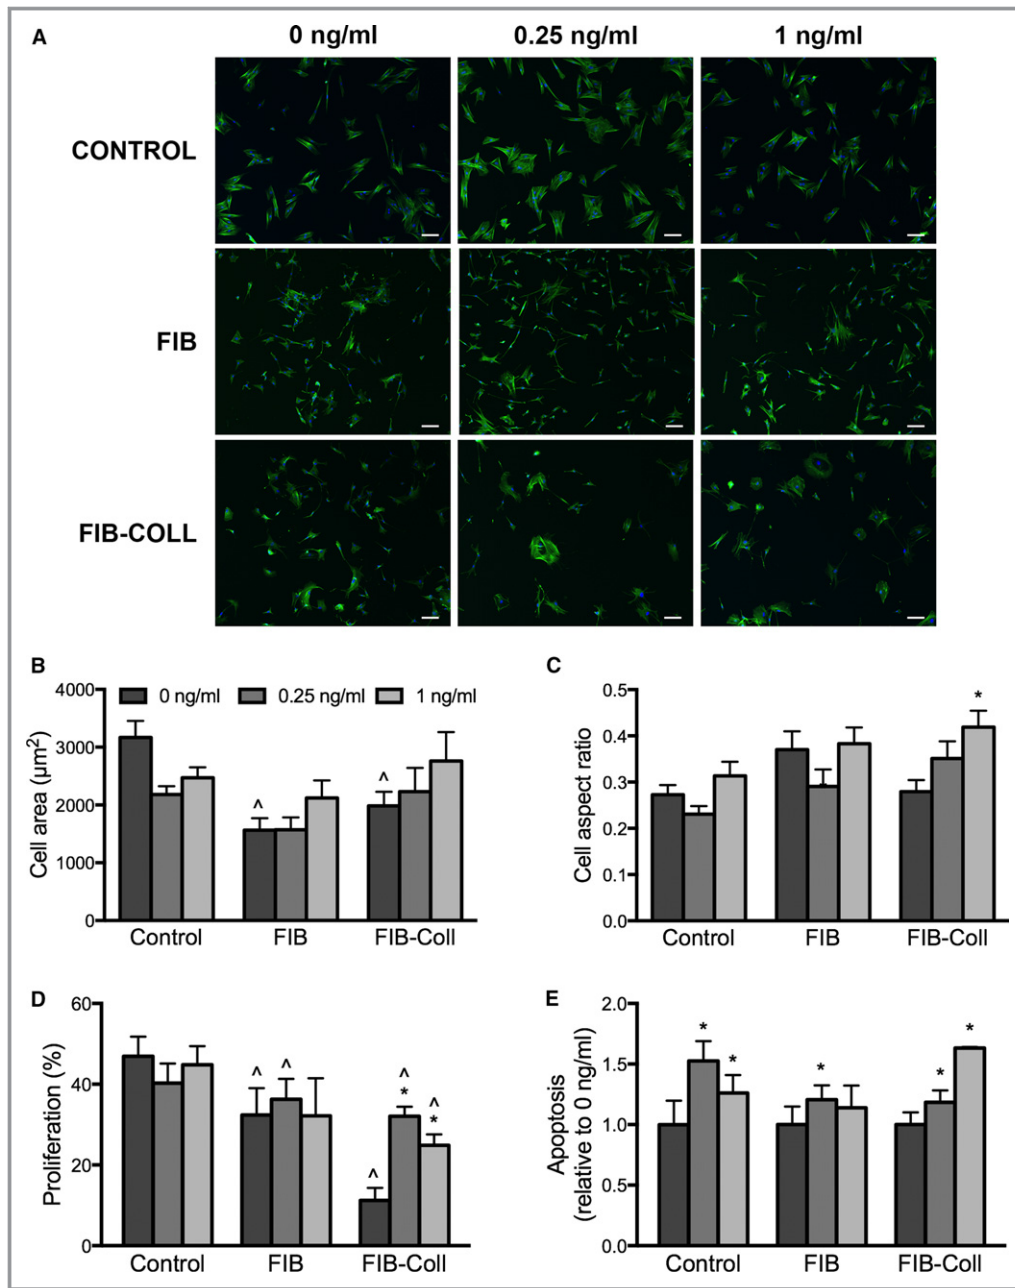 A
0 ng/ml 0.25 ng/ml 1 ng/ml
CONTROL
FIB
FIB-COLL
B
4000
3000
2000
1000
0
Cell area (µm²)
0 ng/ml 0.25 ng/ml 1 ng/ml
^ ^
Control FIB FIB-Coll
C
0.5
0.4
0.3
0.2
0.1
0.0
Cell aspect ratio
*
Control FIB FIB-Coll
D
60
40
20
0
Proliferation (%)
^ ^ ^ ^ * ^ *
Control FIB FIB-Coll
E
2.0
1.5
1.0
0.5
0.0
Apoptosis
(relative to 0 ng/ml)
* * * * *
Control FIB FIB-Coll